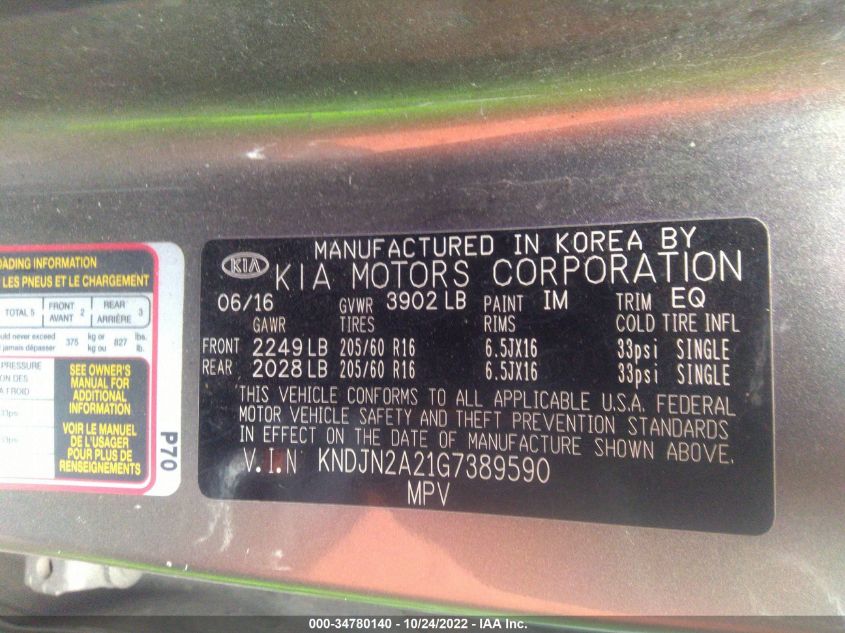 OADING INFORMATION
LES PNEUS ET LE CHARGEMENT
TOTAL 5 FRONT AVANT 2 REAR ARRIÈRE 3
never exceed
jamais dépasser 375 kg or kg ou 827 lbs. lb.
PRESSURE
DES
FROID
SEE OWNER'S
MANUAL FOR
ADDITIONAL
INFORMATION
VOIR LE MANUEL
DE L'USAGER
POUR PLUS DE
RENSEIGNEMENTS
P70
KIA
MANUFACTURED IN KOREA BY
KIA MOTORS CORPORATION
06/16 GVWR 3902 LB PAINT IM TRIM EQ
GAWR TIRES RIMS COLD TIRE INFL
FRONT 2249 LB 205/60 R16 6.5JX16 33psi SINGLE
REAR 2028 LB 205/60 R16 6.5JX16 33psi SINGLE
THIS VEHICLE CONFORMS TO ALL APPLICABLE U.S.A. FEDERAL
MOTOR VEHICLE SAFETY AND THEFT PREVENTION STANDARDS
IN EFFECT ON THE DATE OF MANUFACTURE SHOWN ABOVE.
V.I.N KNDJN2A21G7389590
MPV
000-34780140 - 10/24/2022 - IAA Inc.